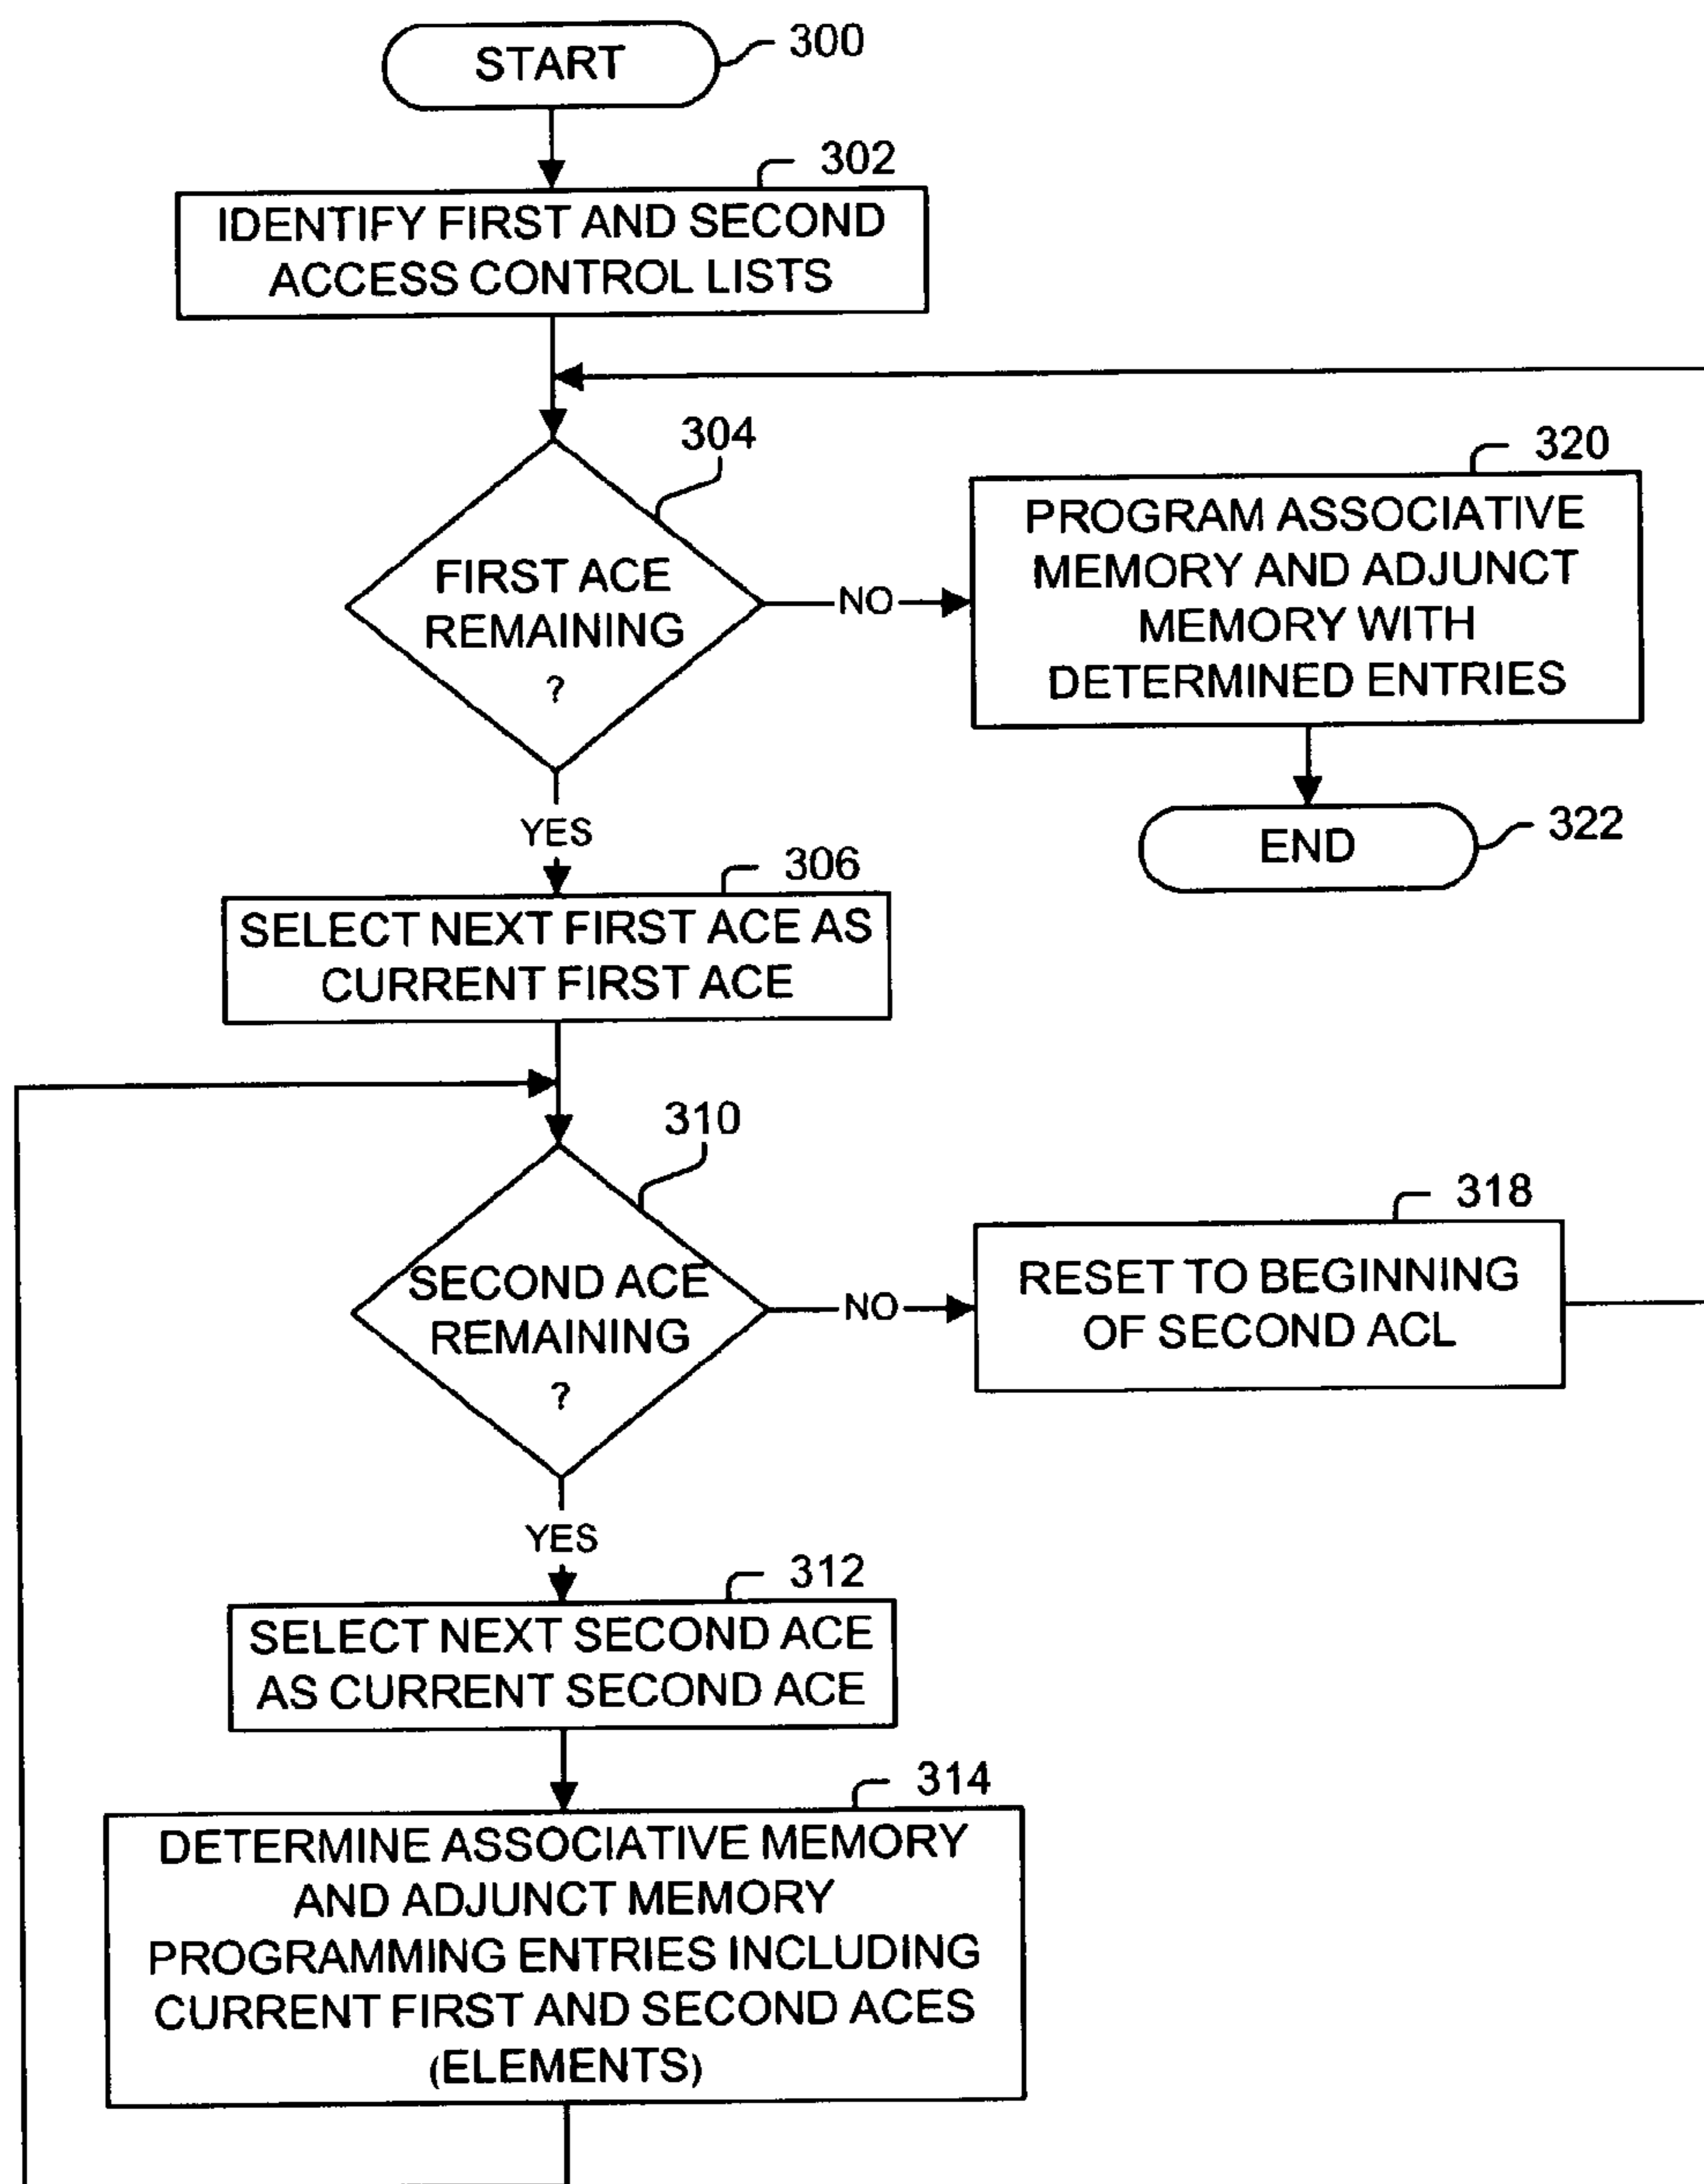 START
300
302
IDENTIFY FIRST AND SECOND
ACCESS CONTROL LISTS
304
FIRST ACE
REMAINING
?
NO
320
PROGRAM ASSOCIATIVE
MEMORY AND ADJUNCT
MEMORY WITH
DETERMINED ENTRIES
END
322
YES
306
SELECT NEXT FIRST ACE AS
CURRENT FIRST ACE
310
SECOND ACE
REMAINING
?
NO
318
RESET TO BEGINNING
OF SECOND ACL
YES
312
SELECT NEXT SECOND ACE
AS CURRENT SECOND ACE
314
DETERMINE ASSOCIATIVE MEMORY
AND ADJUNCT MEMORY
PROGRAMMING ENTRIES INCLUDING
CURRENT FIRST AND SECOND ACES
(ELEMENTS)